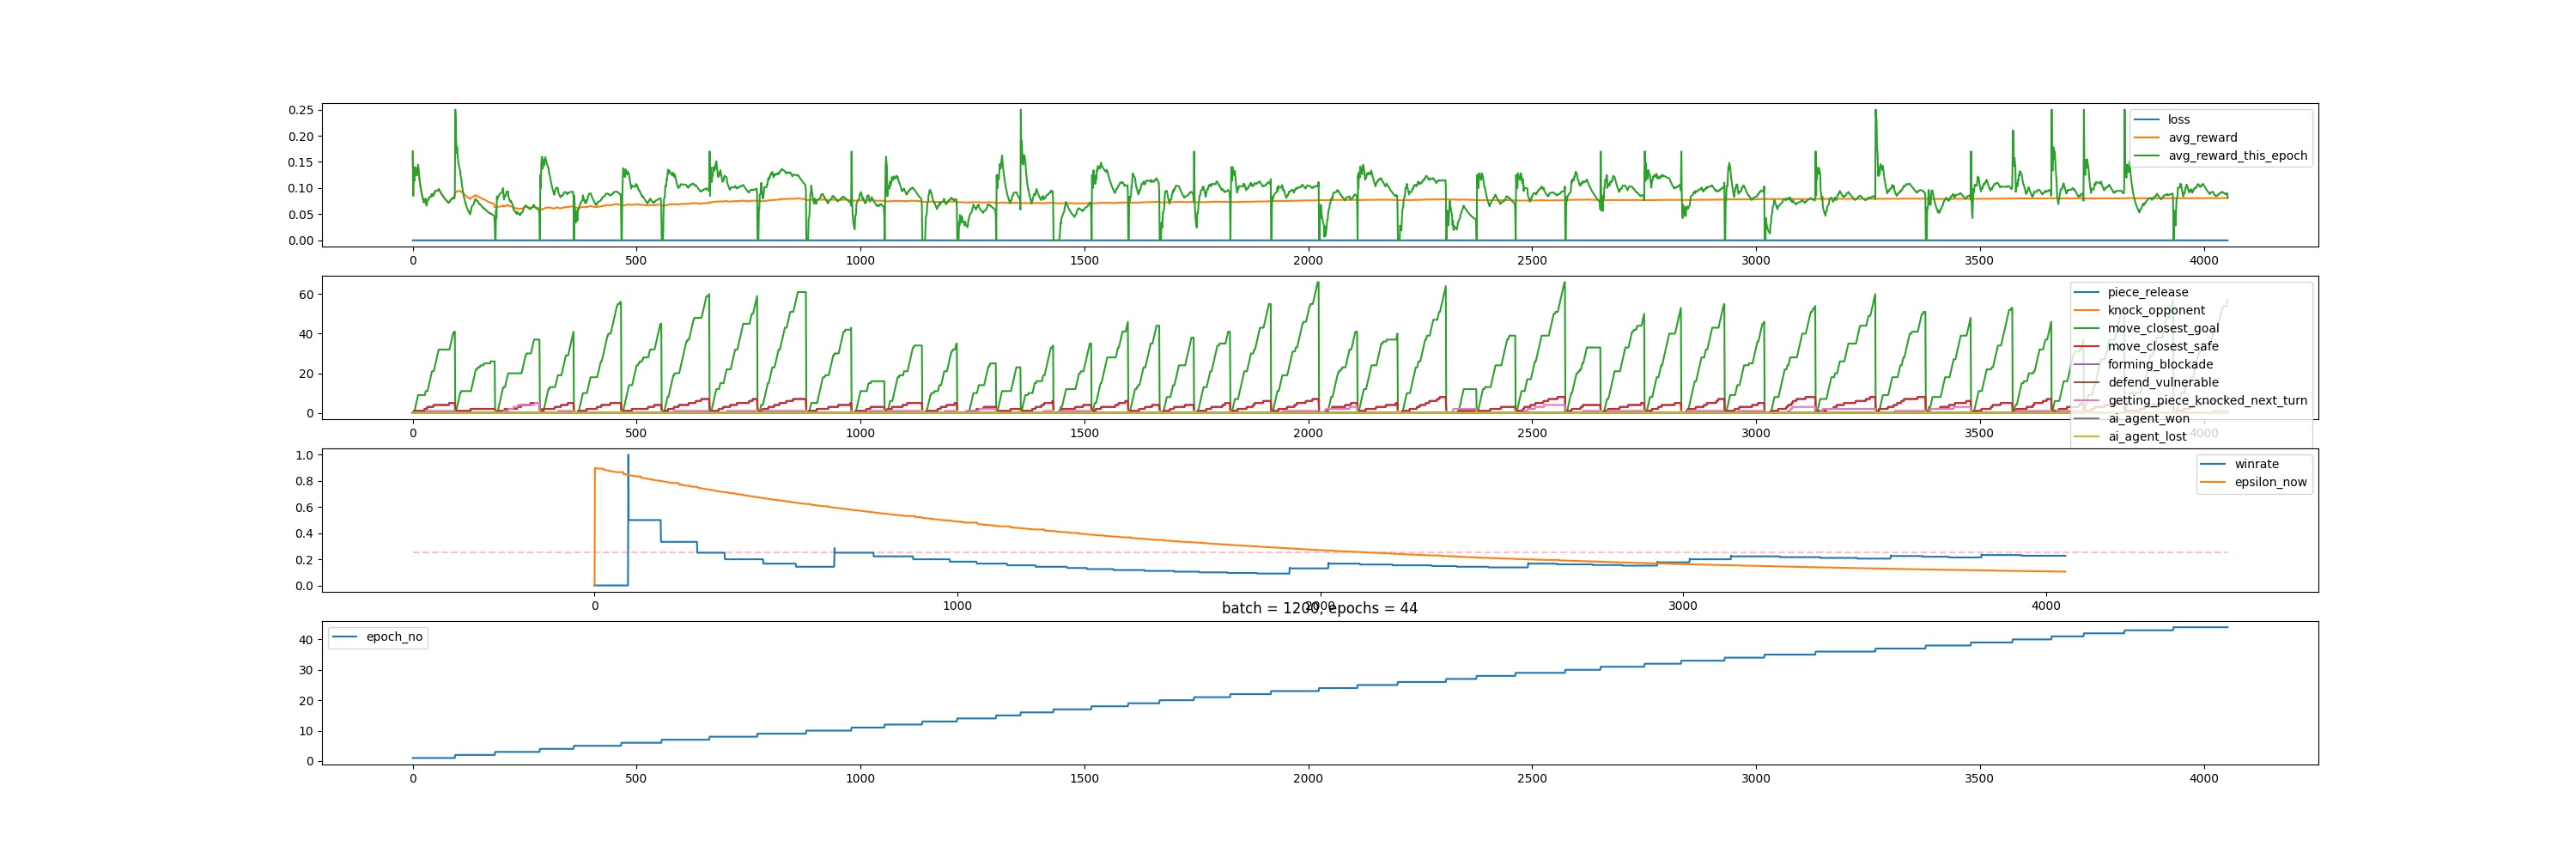 0.25
0.20
0.15
0.10
0.05
0.00
loss
avg_reward
avg_reward_this_epoch
0 500 1000 1500 2000 2500 3000 3500 4000
60
40
20
0
piece_release
knock_opponent
move_closest_goal
move_closest_safe
forming_blockade
defend_vulnerable
getting_piece_knocked_next_turn
ai_agent_won
ai_agent_lost
0 500 1000 1500 2000 2500 3000 3500 4000
1.0
0.8
0.6
0.4
0.2
0.0
winrate
epsilon_now
0 1000 2000 3000 4000
batch = 1200, epochs = 44
40
30
20
10
0
epoch_no
0 500 1000 1500 2000 2500 3000 3500 4000